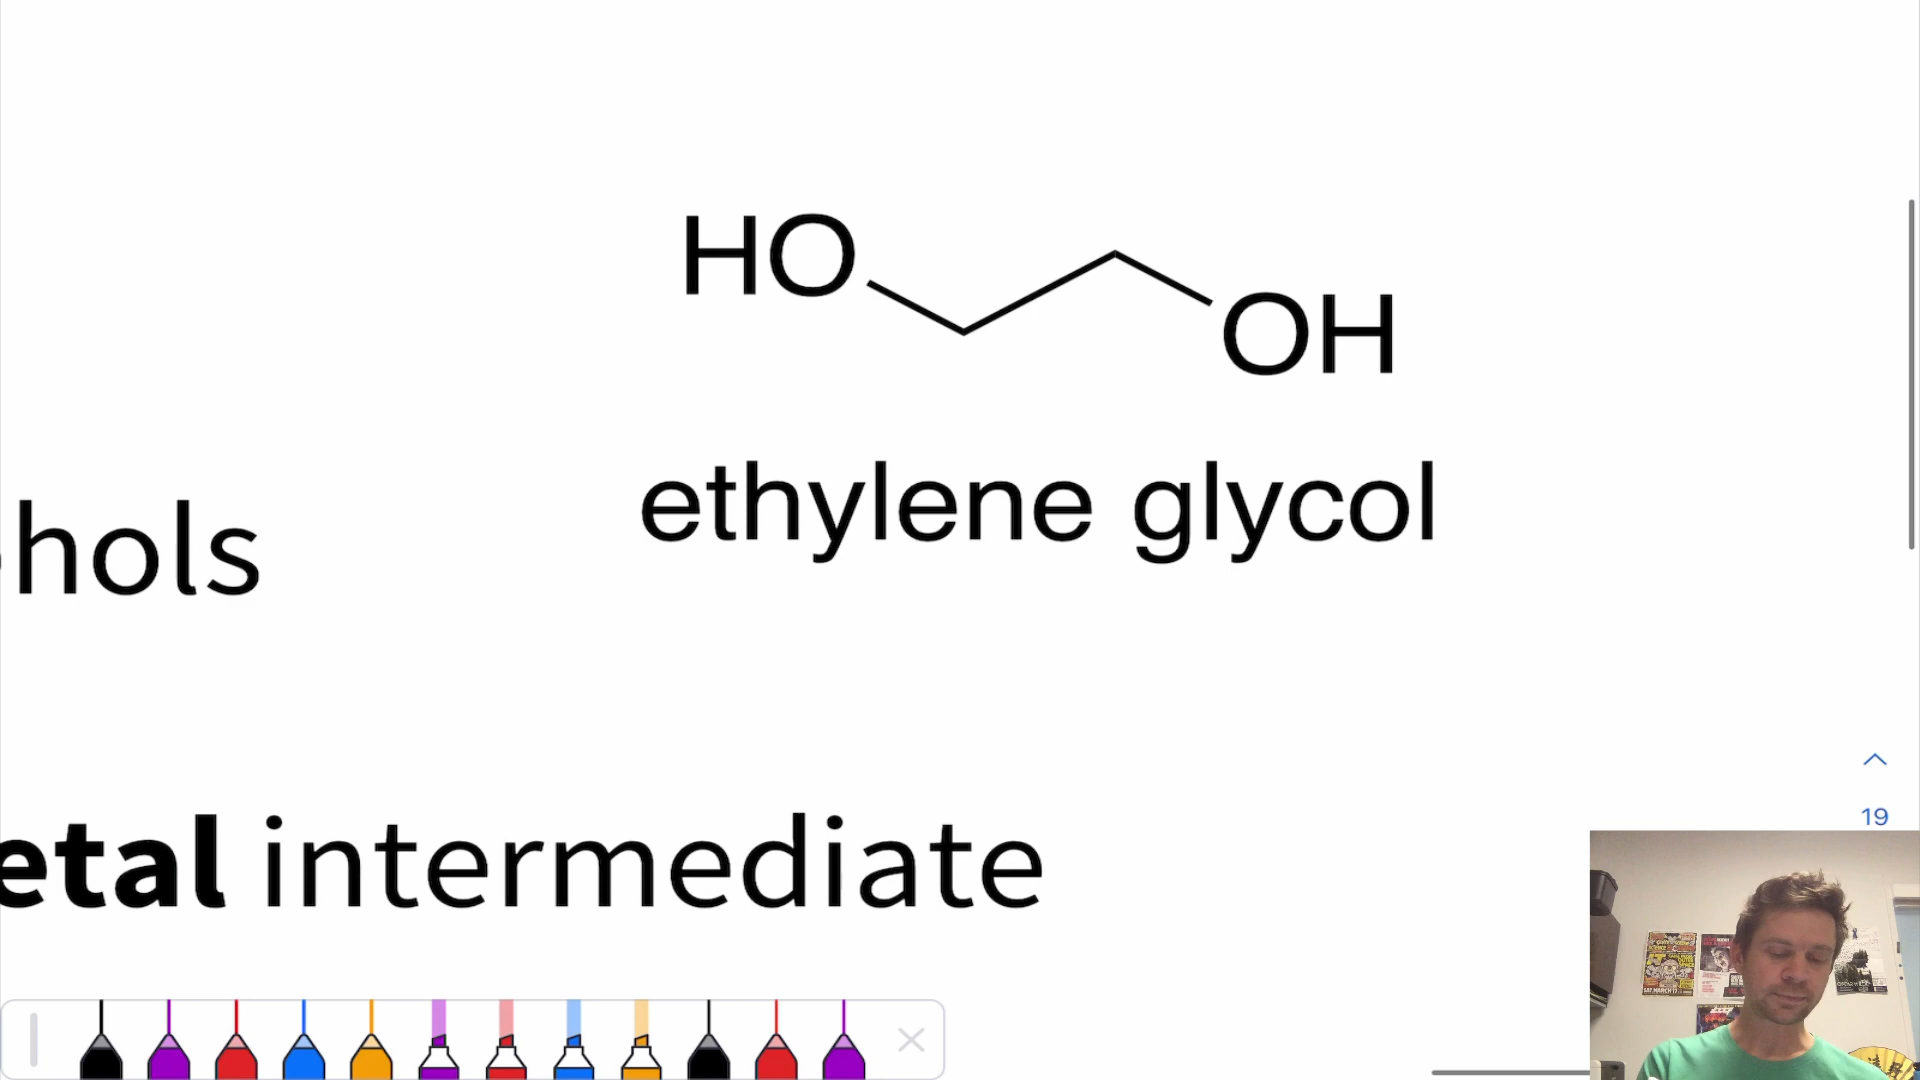 HO
OH
ethylene glycol
hols
etal intermediate
19